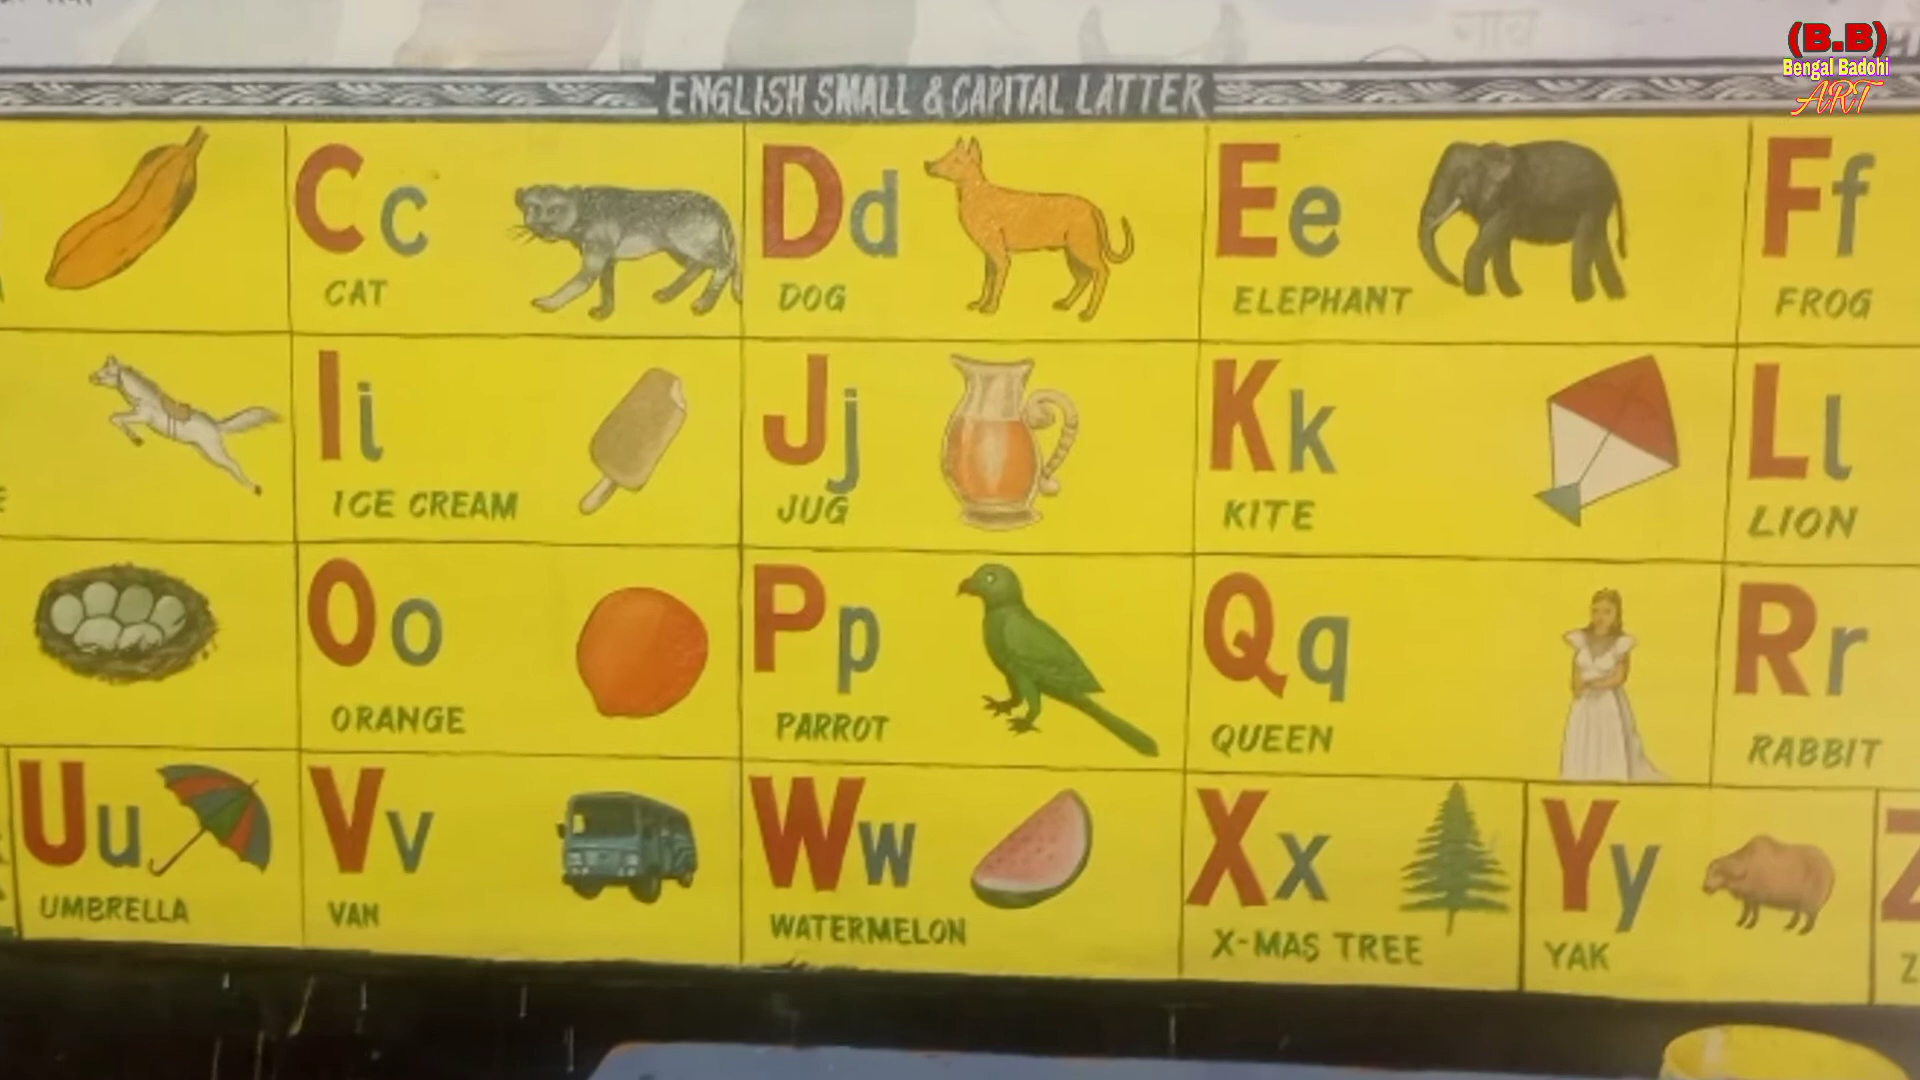 (B.B)
Bengal Badohi
ART
ENGLISH SMALL & CAPITAL LATTER
Cc
CAT
Dd
DOG
Ee
ELEPHANT
Ff
FROG
Ii
ICE CREAM
Jj
JUG
Kk
KITE
Ll
LION
Oo
ORANGE
Pp
PARROT
Qq
QUEEN
Rr
RABBIT
Uu
UMBRELLA
Vv
VAN
Ww
WATERMELON
Xx
X-MAS TREE
Yy
YAK
Z
Z